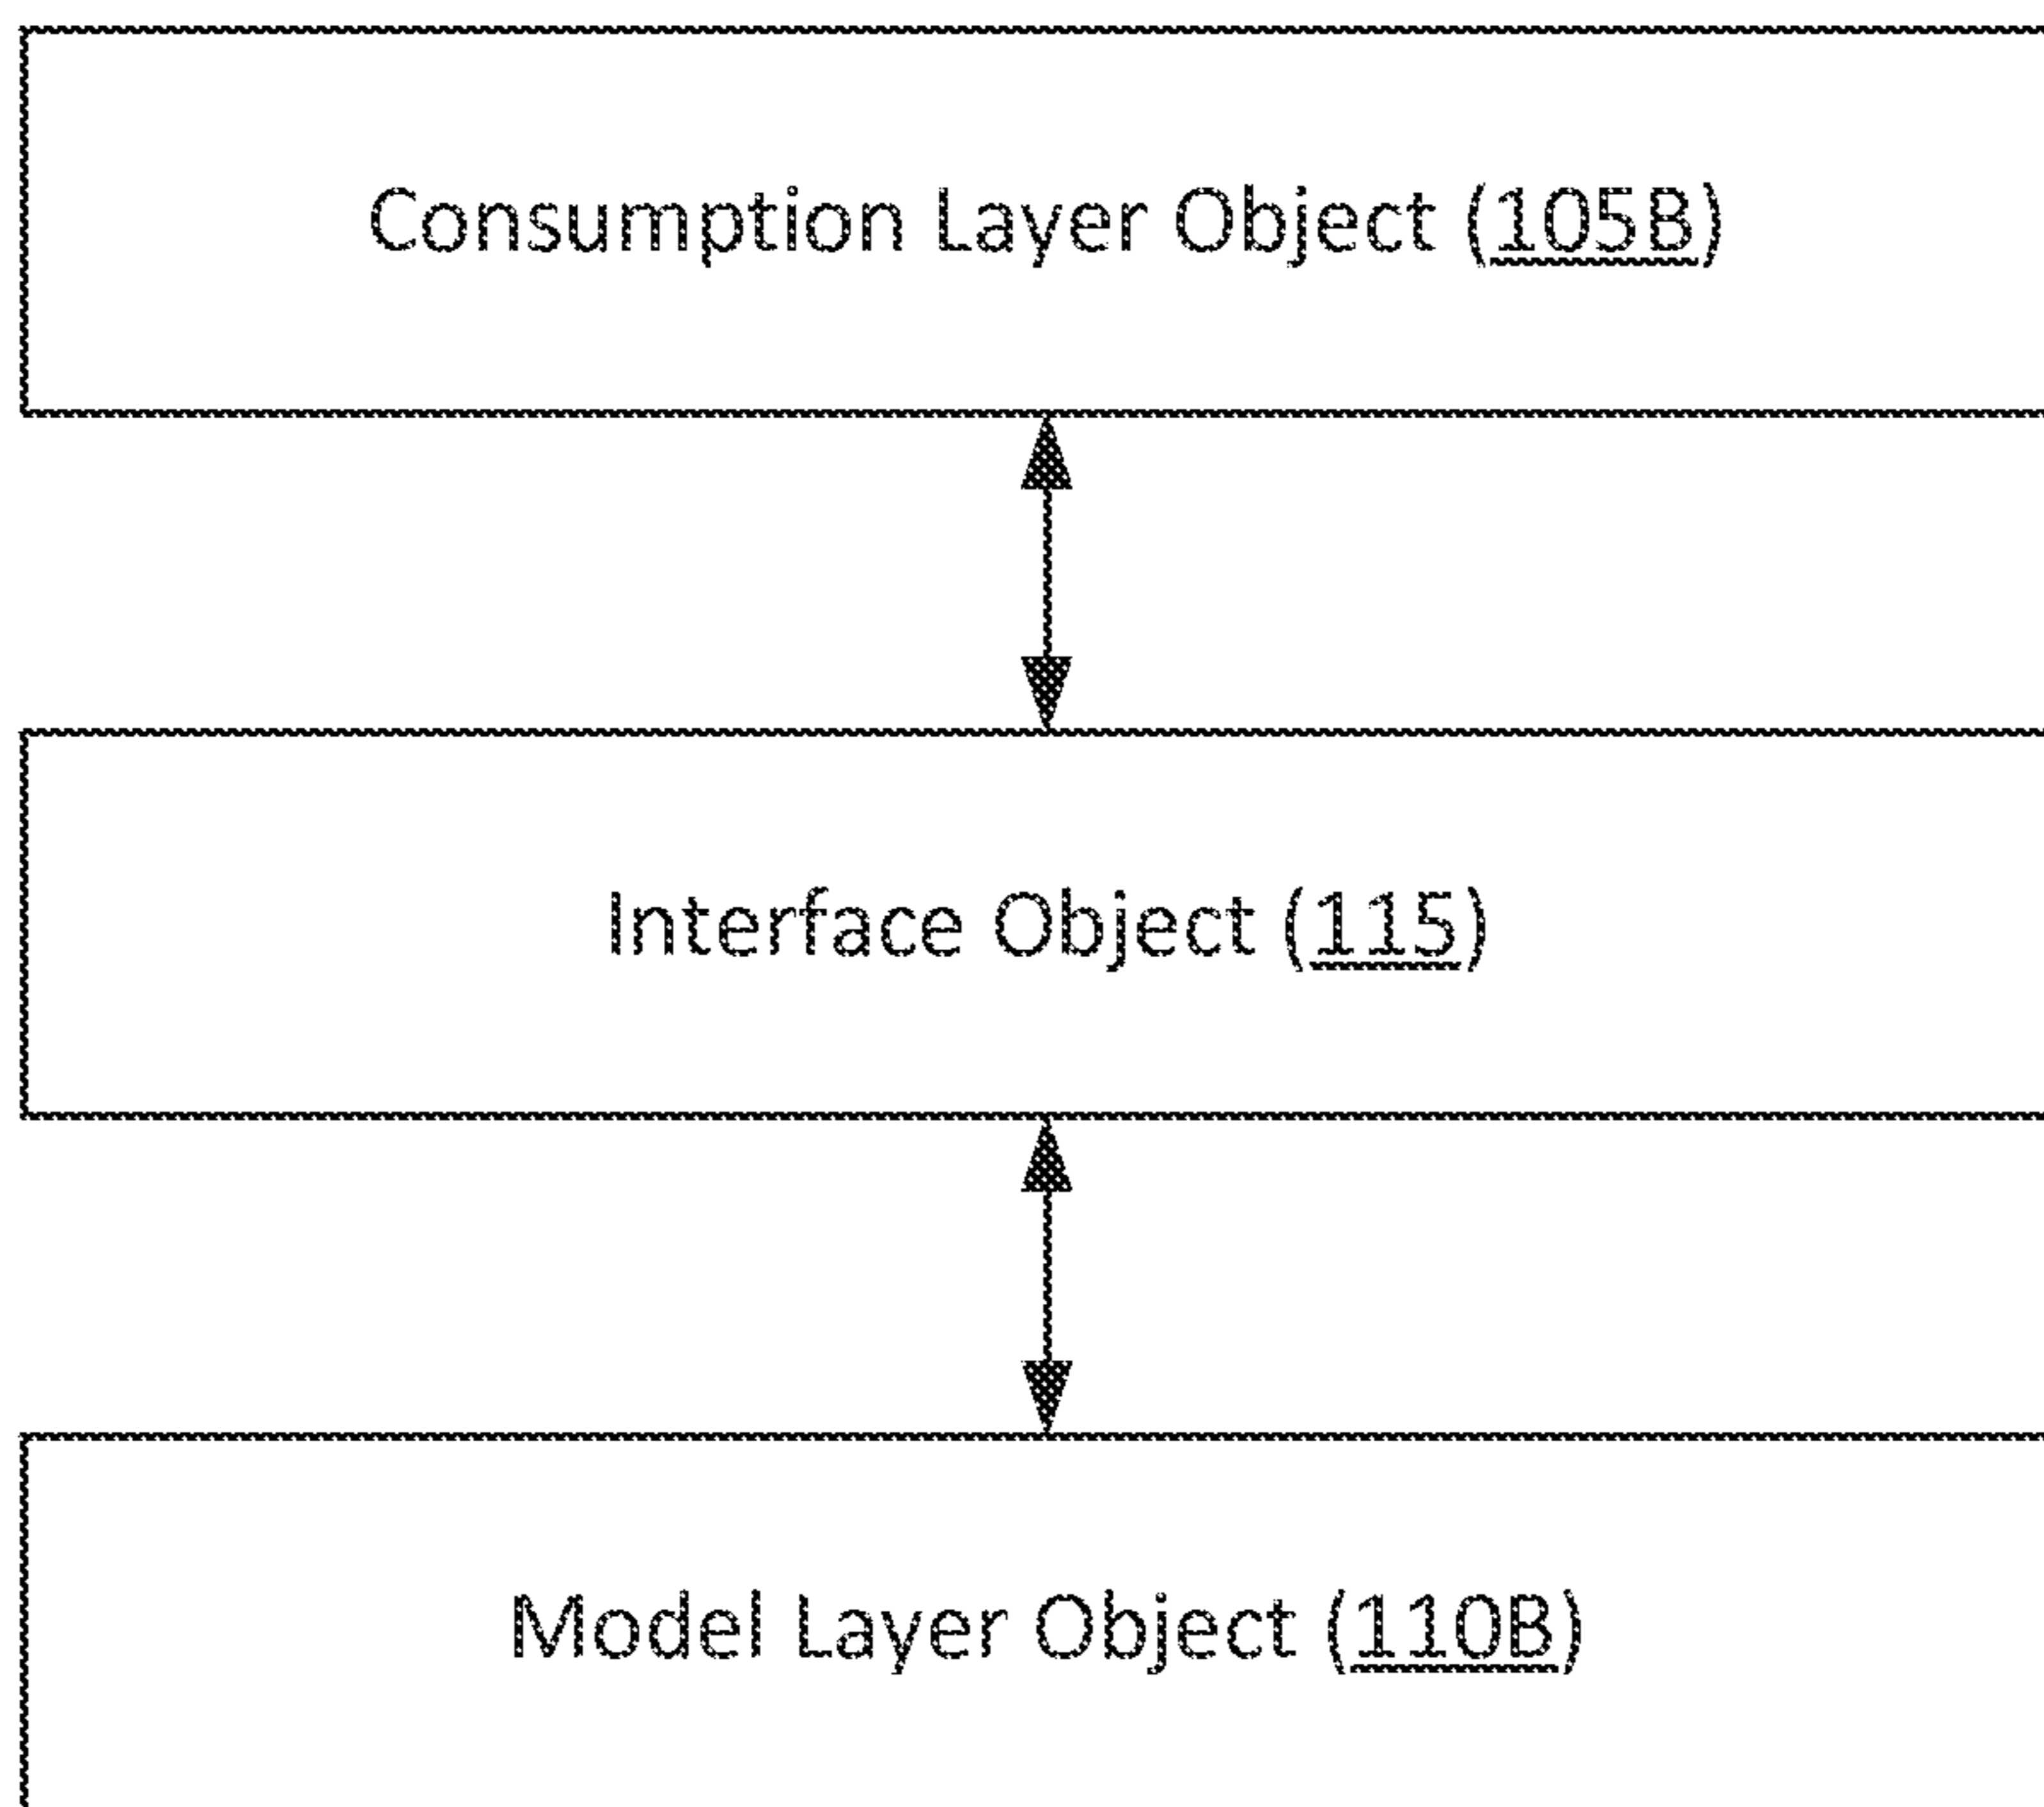 Consumption Layer Object (105B)
Interface Object (115)
Model Layer Object (110B)